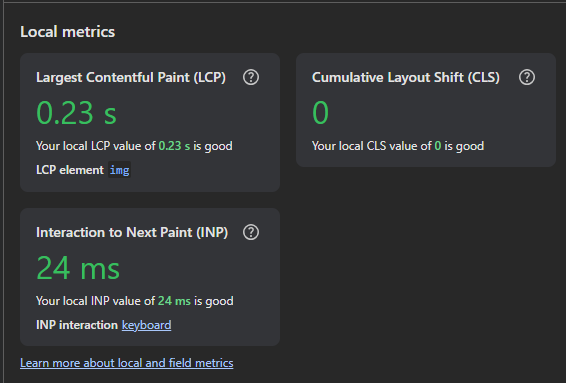 Local metrics
Largest Contentful Paint (LCP)
0.23 s
Your local LCP value of 0.23 s is good
LCP element img
Cumulative Layout Shift (CLS)
0
Your local CLS value of 0 is good
Interaction to Next Paint (INP)
24 ms
Your local INP value of 24 ms is good
INP interaction keyboard
Learn more about local and field metrics